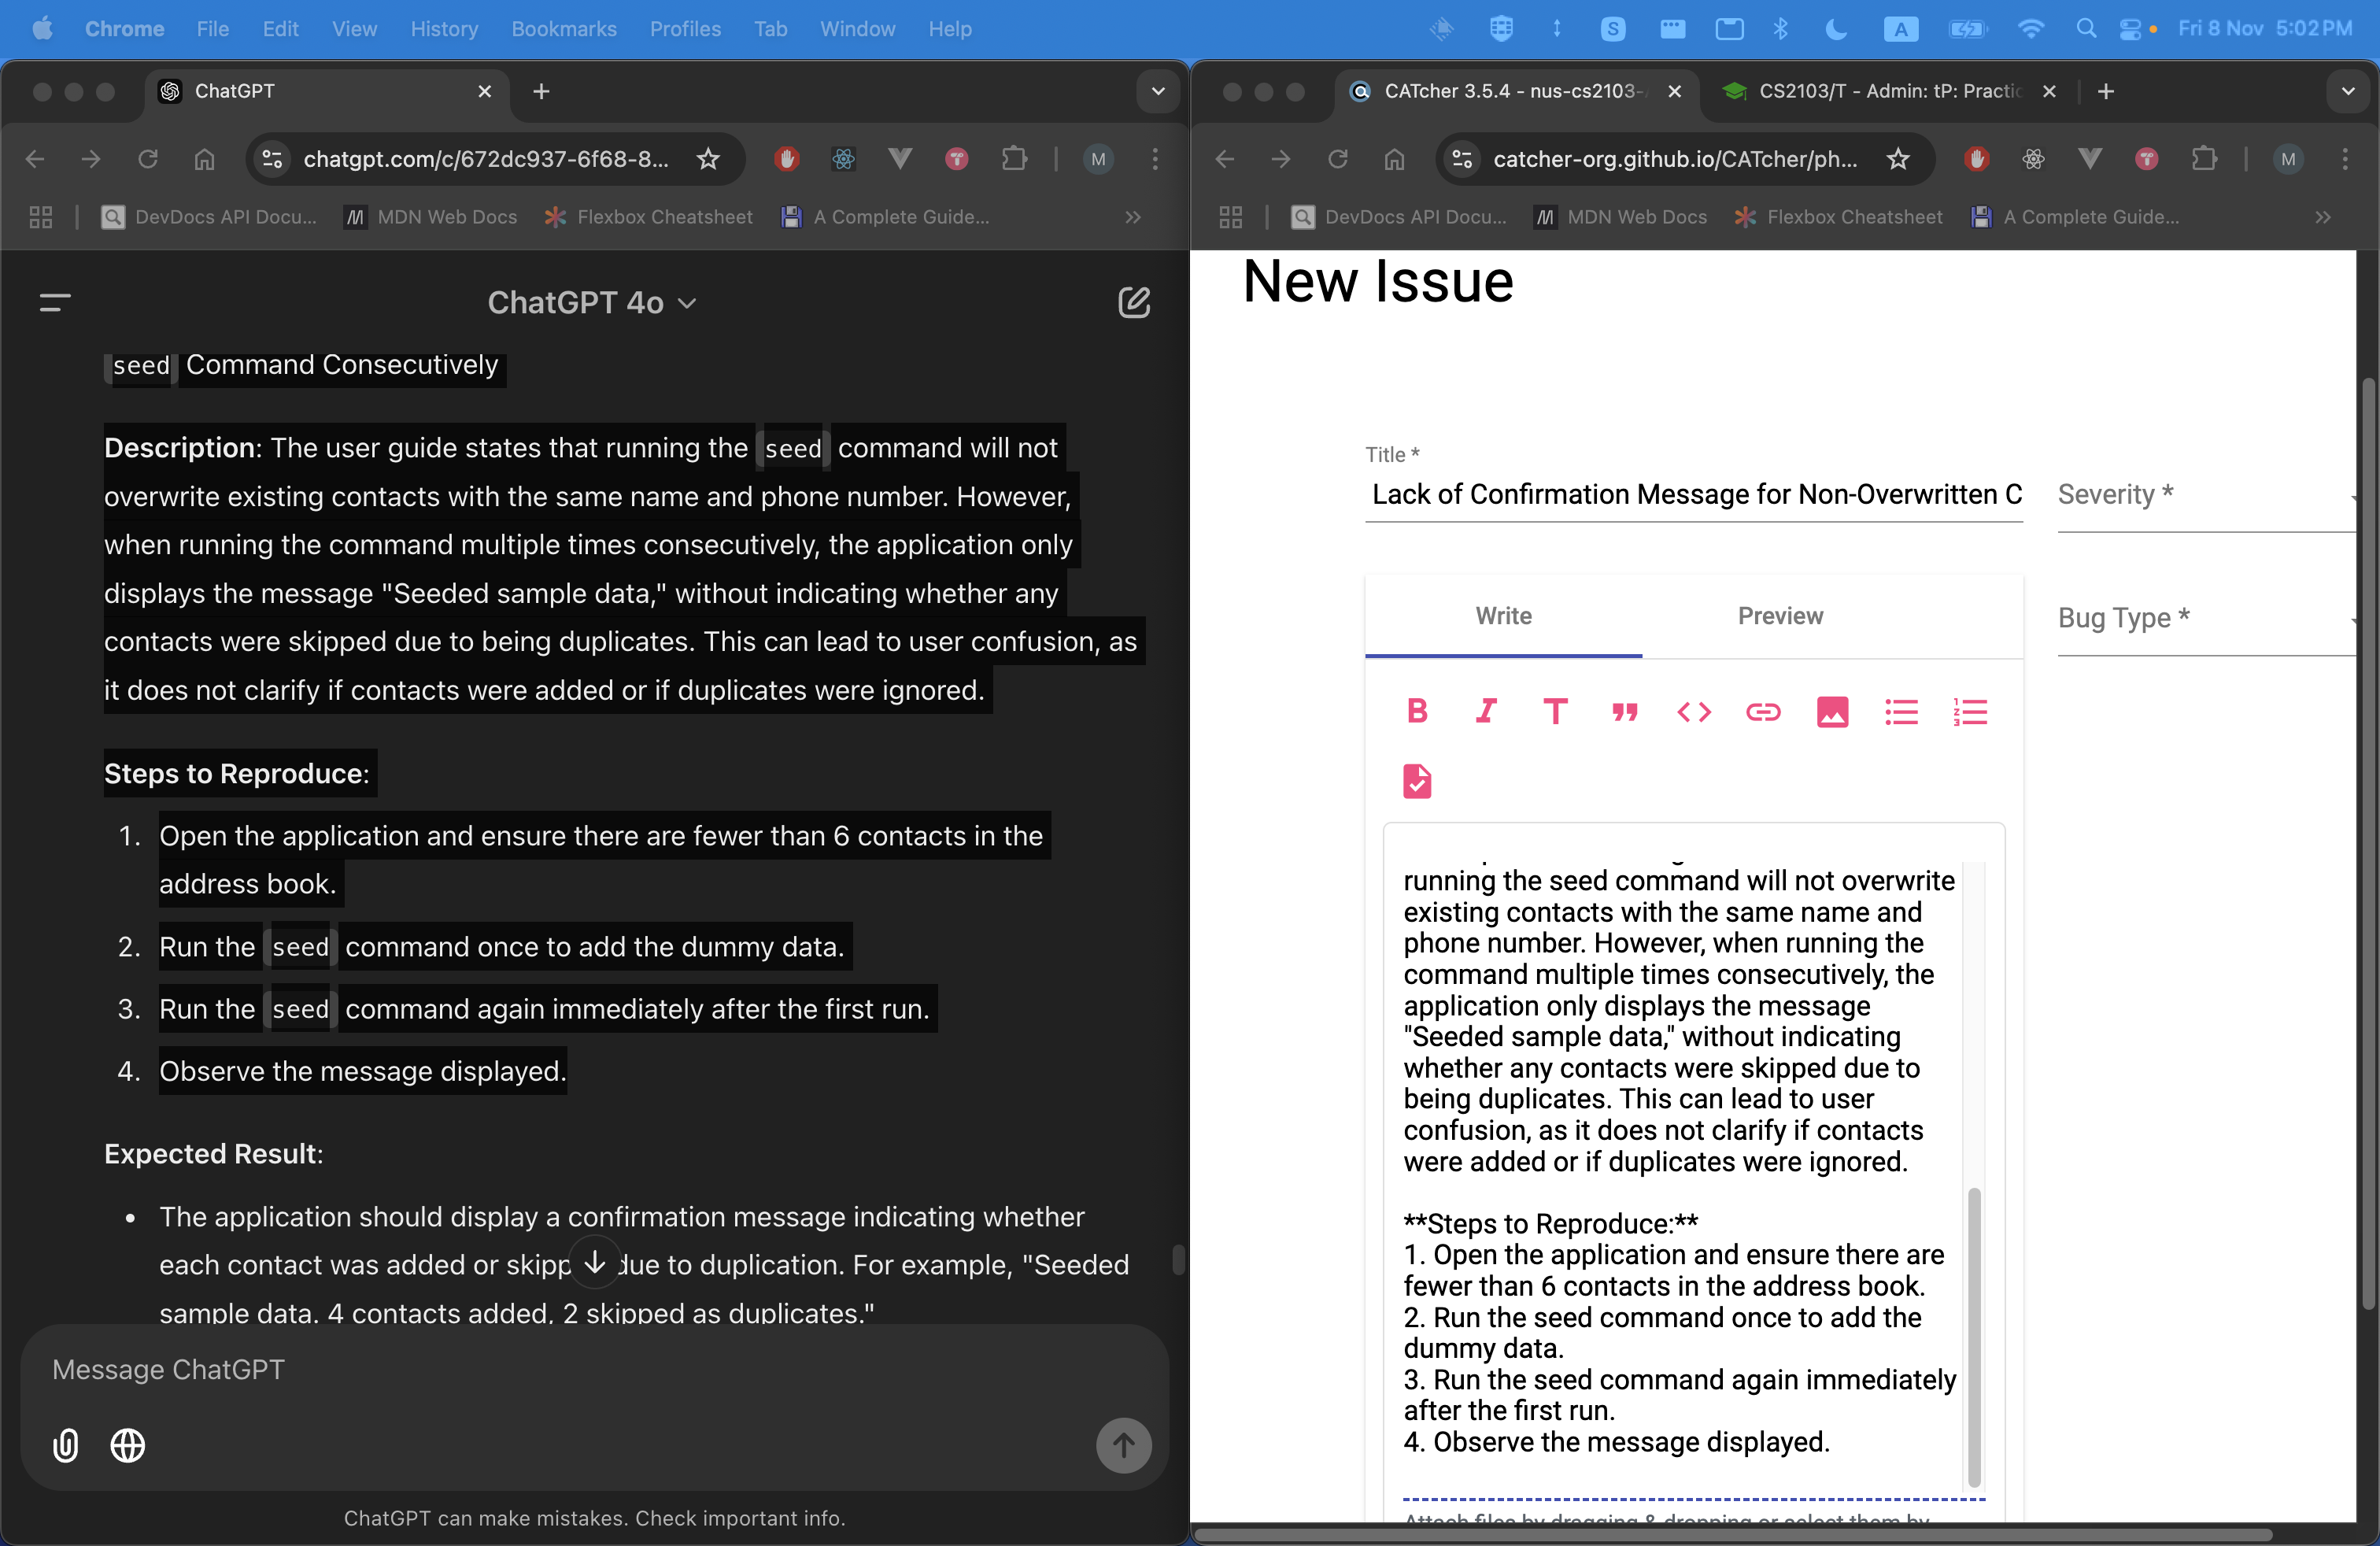 Chrome File Edit View History Bookmarks Profiles Tab Window Help
S A Fri 8 Nov 5:02 PM
ChatGPT
chatgpt.com/c/672dc937-6f68-8... M
DevDocs API Docu... MDN Web Docs Flexbox Cheatsheet A Complete Guide...
ChatGPT 4o
seed Command Consecutively
Description: The user guide states that running the seed command will not
overwrite existing contacts with the same name and phone number. However,
when running the command multiple times consecutively, the application only
displays the message "Seeded sample data," without indicating whether any
contacts were skipped due to being duplicates. This can lead to user confusion, as
it does not clarify if contacts were added or if duplicates were ignored.
Steps to Reproduce:
1. Open the application and ensure there are fewer than 6 contacts in the
address book.
2. Run the seed command once to add the dummy data.
3. Run the seed command again immediately after the first run.
4. Observe the message displayed.
Expected Result:
• The application should display a confirmation message indicating whether
each contact was added or skipp due to duplication. For example, "Seeded
sample data. 4 contacts added, 2 skipped as duplicates."
Message ChatGPT
ChatGPT can make mistakes. Check important info.
CATcher 3.5.4 - nus-cs2103- CS2103/T - Admin: tP: Practic
catcher-org.github.io/CATcher/ph... M
DevDocs API Docu... MDN Web Docs Flexbox Cheatsheet A Complete Guide...
New Issue
Title *
Lack of Confirmation Message for Non-Overwritten C
Severity *
Bug Type *
Write Preview
running the seed command will not overwrite
existing contacts with the same name and
phone number. However, when running the
command multiple times consecutively, the
application only displays the message
"Seeded sample data," without indicating
whether any contacts were skipped due to
being duplicates. This can lead to user
confusion, as it does not clarify if contacts
were added or if duplicates were ignored.
**Steps to Reproduce:**
1. Open the application and ensure there are
fewer than 6 contacts in the address book.
2. Run the seed command once to add the
dummy data.
3. Run the seed command again immediately
after the first run.
4. Observe the message displayed.
Attach files by dragging & dropping or select them by